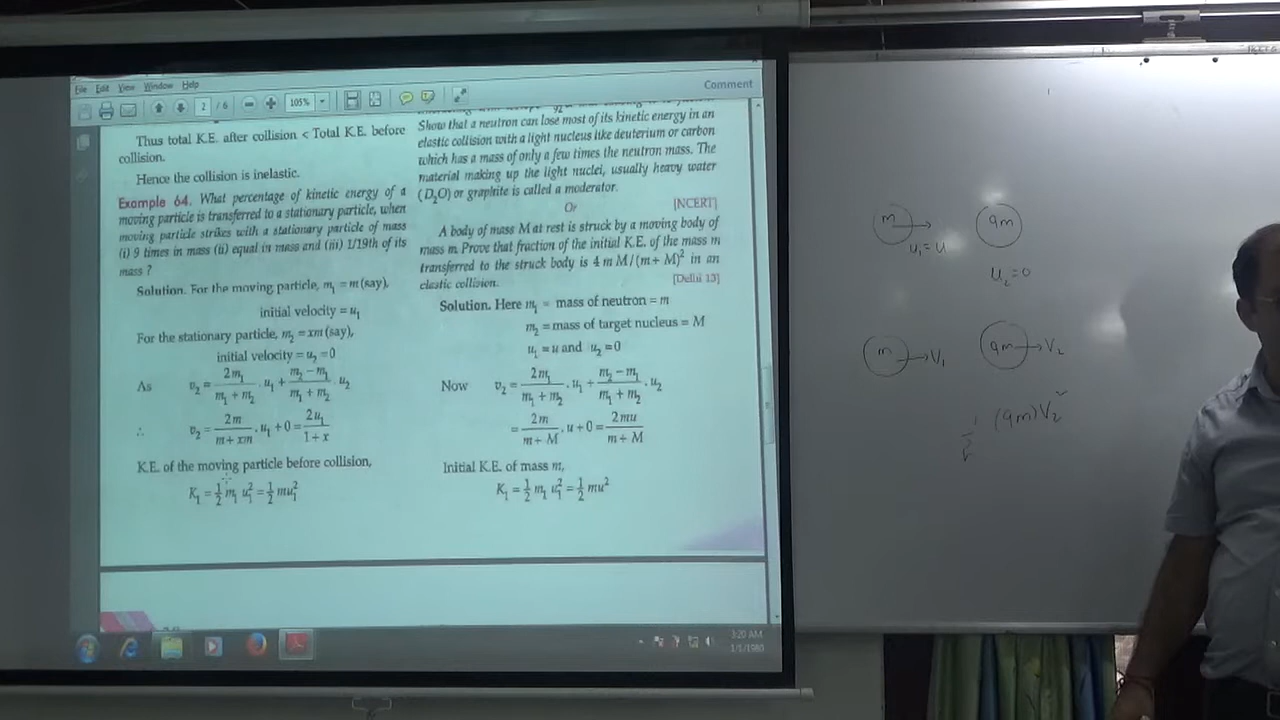 File Edit View Window Help
Comment
2 / 6
105%
Thus total K.E. after collision < Total K.E. before
collision.
Hence the collision is inelastic.
Example 64. What percentage of kinetic energy of a
moving particle is transferred to a stationary particle, when
moving particle strikes with a stationary particle of mass
(i) 9 times in mass (ii) equal in mass and (iii) 1/19th of its
mass ?
Solution. For the moving particle, m₁ = m (say),
initial velocity = u₁
For the stationary particle, m₂ = xm (say),
initial velocity = u₂ = 0
As v₂ = 2m₁/(m₁ + m₂) . u₁ + (m₂ − m₁)/(m₁ + m₂) . u₂
∴ v₂ = 2m/(m + xm) . u₁ + 0 = 2u₁/(1 + x)
K.E. of the moving particle before collision,
K₁ = 1/2 m₁ u₁² = 1/2 mu₁²
Show that a neutron can lose most of its kinetic energy in an
elastic collision with a light nucleus like deuterium or carbon
which has a mass of only a few times the neutron mass. The
material making up the light nuclei, usually heavy water
(D₂O) or graphite is called a moderator.
Or [NCERT]
A body of mass M at rest is struck by a moving body of
mass m. Prove that fraction of the initial K.E. of the mass m
transferred to the struck body is 4 m M/(m + M)² in an
elastic collision. [Delhi 13]
Solution. Here m₁ = mass of neutron = m
m₂ = mass of target nucleus = M
u₁ = u and u₂ = 0
Now v₂ = 2m₁/(m₁ + m₂) . u₁ + (m₂ − m₁)/(m₁ + m₂) . u₂
= 2m/(m + M) . u + 0 = 2mu/(m + M)
Initial K.E. of mass m,
K₁ = 1/2 m₁ u₁² = 1/2 mu²
3:20 AM
1/1/1980
m 9m
u₁ = u
u₂ = 0
m V₁ 9m V₂
1/2 (9m) V₂²